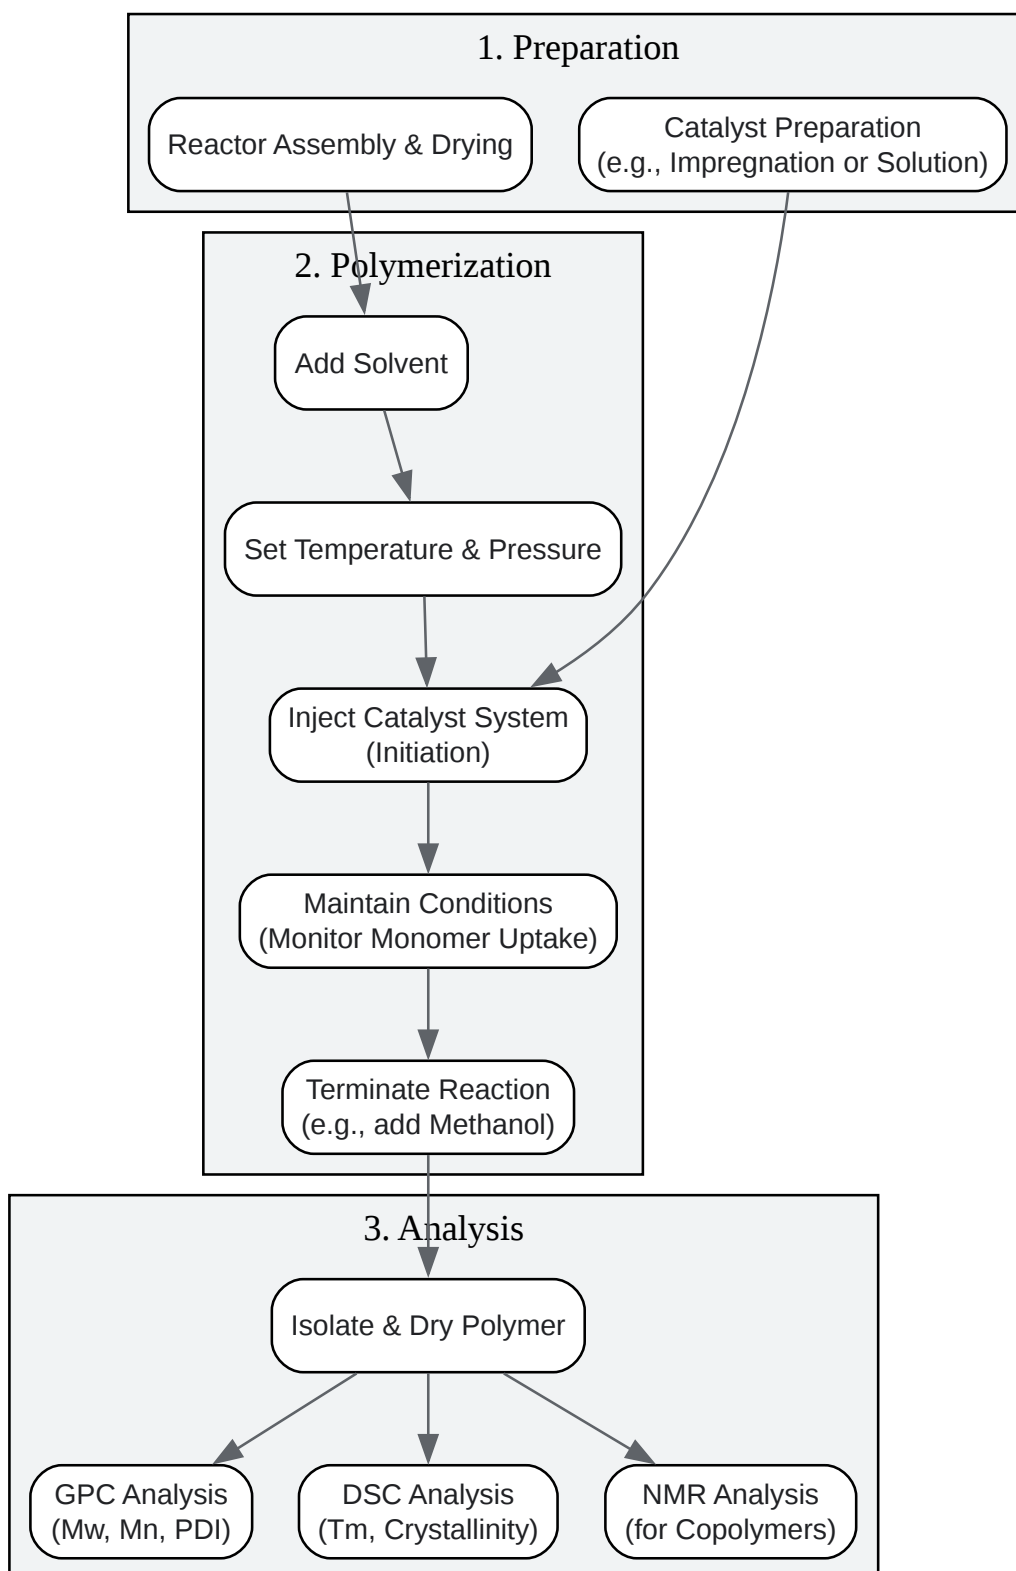 1. Preparation
Reactor Assembly & Drying
Catalyst Preparation
(e.g., Impregnation or Solution)
2. Polymerization
Add Solvent
Set Temperature & Pressure
Inject Catalyst System
(Initiation)
Maintain Conditions
(Monitor Monomer Uptake)
Terminate Reaction
(e.g., add Methanol)
3. Analysis
Isolate & Dry Polymer
GPC Analysis
(Mw, Mn, PDI)
DSC Analysis
(Tm, Crystallinity)
NMR Analysis
(for Copolymers)